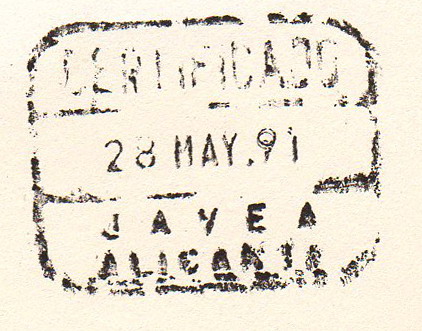 CERTIFICADO
28 MAY.91
JAVEA
ALICANTE